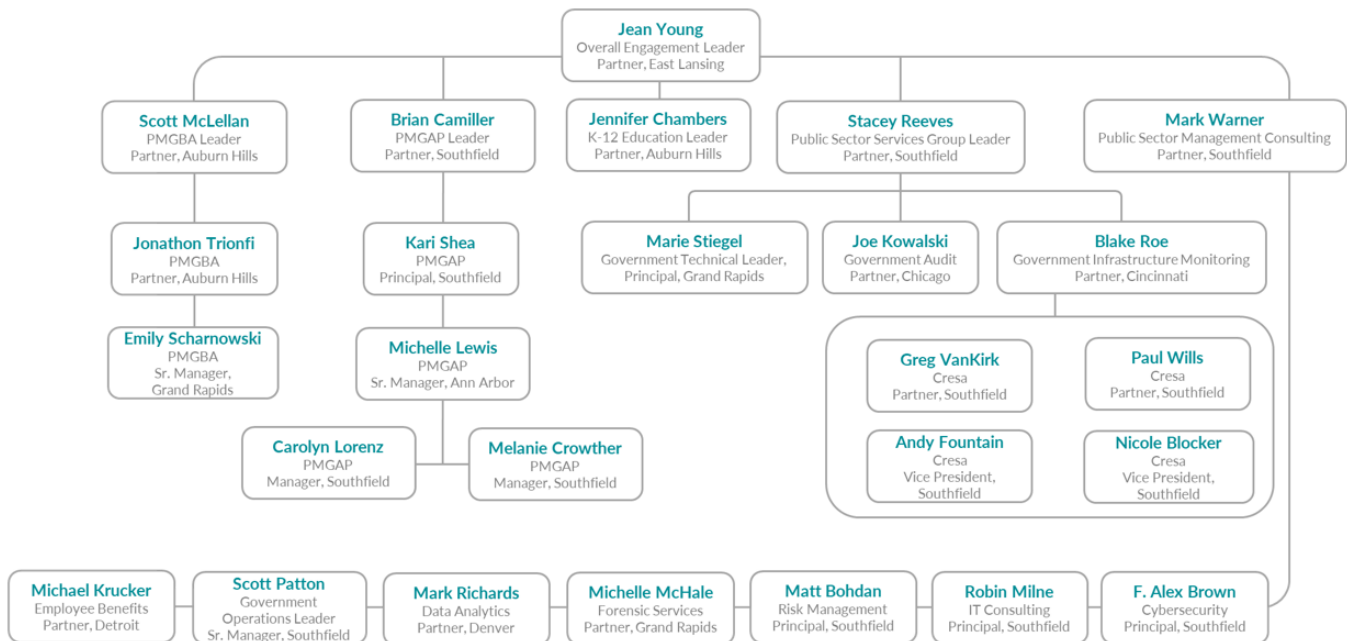 Jean Young
Overall Engagement Leader
Partner, East Lansing
Scott McLellan
PMGBA Leader
Partner, Auburn Hills
Brian Camiller
PMGAP Leader
Partner, Southfield
Jennifer Chambers
K-12 Education Leader
Partner, Auburn Hills
Stacey Reeves
Public Sector Services Group Leader
Partner, Southfield
Mark Warner
Public Sector Management Consulting
Partner, Southfield
Jonathon Trionfi
PMGBA
Partner, Auburn Hills
Kari Shea
PMGAP
Principal, Southfield
Marie Stiegel
Government Technical Leader,
Principal, Grand Rapids
Joe Kowalski
Government Audit
Partner, Chicago
Blake Roe
Government Infrastructure Monitoring
Partner, Cincinnati
Emily Scharnowski
PMGBA
Sr. Manager,
Grand Rapids
Michelle Lewis
PMGAP
Sr. Manager, Ann Arbor
Greg VanKirk
Cresa
Partner, Southfield
Paul Wills
Cresa
Partner, Southfield
Carolyn Lorenz
PMGAP
Manager, Southfield
Melanie Crowther
PMGAP
Manager, Southfield
Andy Fountain
Cresa
Vice President,
Southfield
Nicole Blocker
Cresa
Vice President,
Southfield
Michael Krucker
Employee Benefits
Partner, Detroit
Scott Patton
Government
Operations Leader
Sr. Manager, Southfield
Mark Richards
Data Analytics
Partner, Denver
Michelle McHale
Forensic Services
Partner, Grand Rapids
Matt Bohdan
Risk Management
Principal, Southfield
Robin Milne
IT Consulting
Principal, Southfield
F. Alex Brown
Cybersecurity
Principal, Southfield